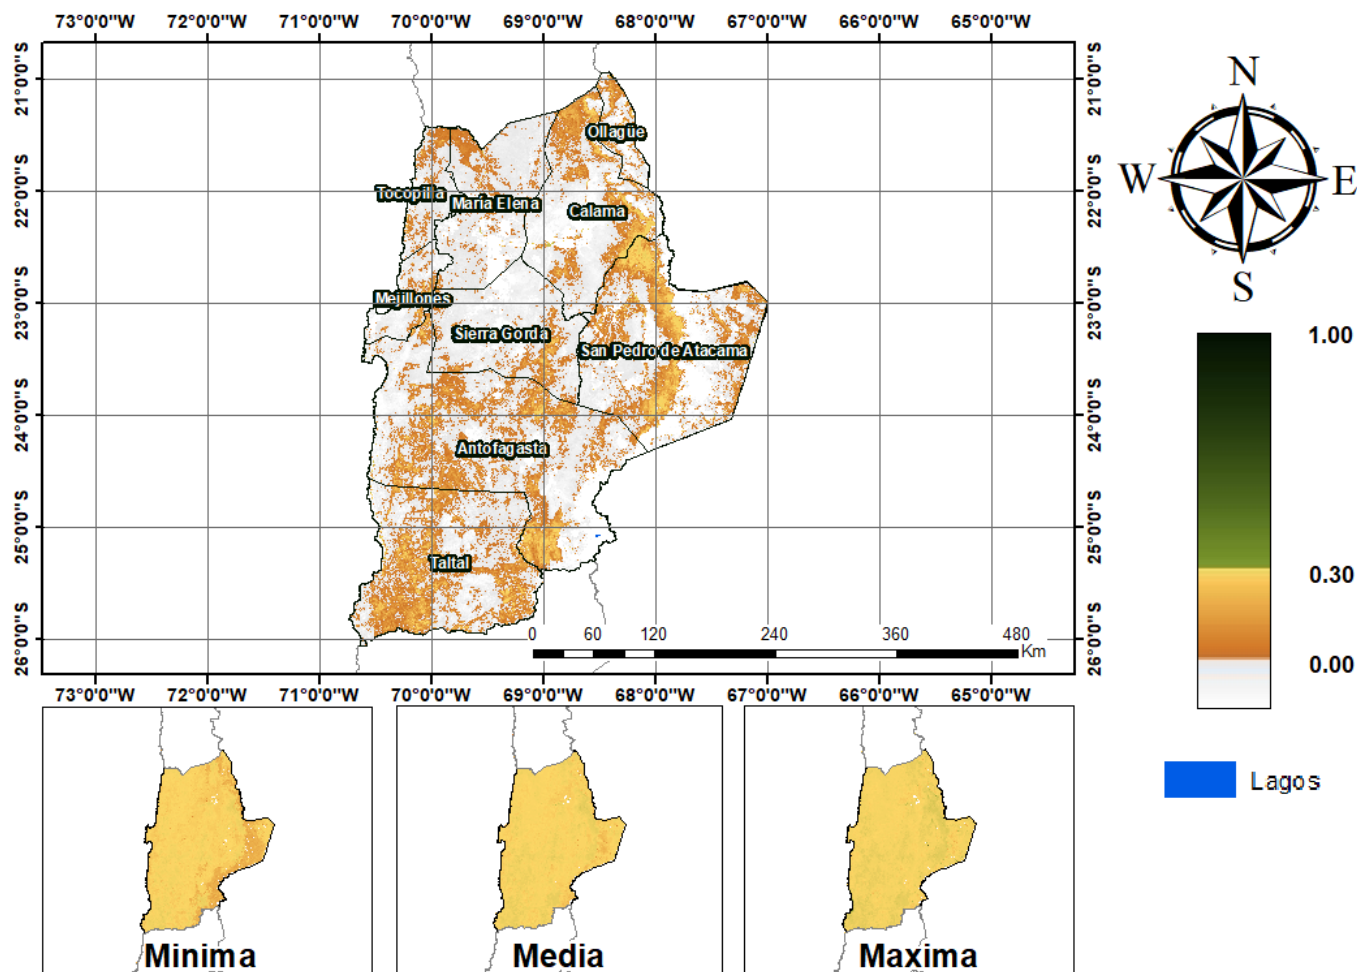 73°0'0"W 72°0'0"W 71°0'0"W 70°0'0"W 69°0'0"W 68°0'0"W 67°0'0"W 66°0'0"W 65°0'0"W
21°0'0"S 21°0'0"S
22°0'0"S 22°0'0"S
23°0'0"S 23°0'0"S
24°0'0"S 24°0'0"S
25°0'0"S 25°0'0"S
26°0'0"S 26°0'0"S
Ollagüe
Tocopilla
María Elena
Calama
Mejillones
Sierra Gorda
San Pedro de Atacama
Antofagasta
Taltal
0 60 120 240 360 480
Km
73°0'0"W 72°0'0"W 71°0'0"W 70°0'0"W 69°0'0"W 68°0'0"W 67°0'0"W 66°0'0"W 65°0'0"W
N
W E
S
1.00
0.30
0.00
Lagos
Minima
Media
Maxima